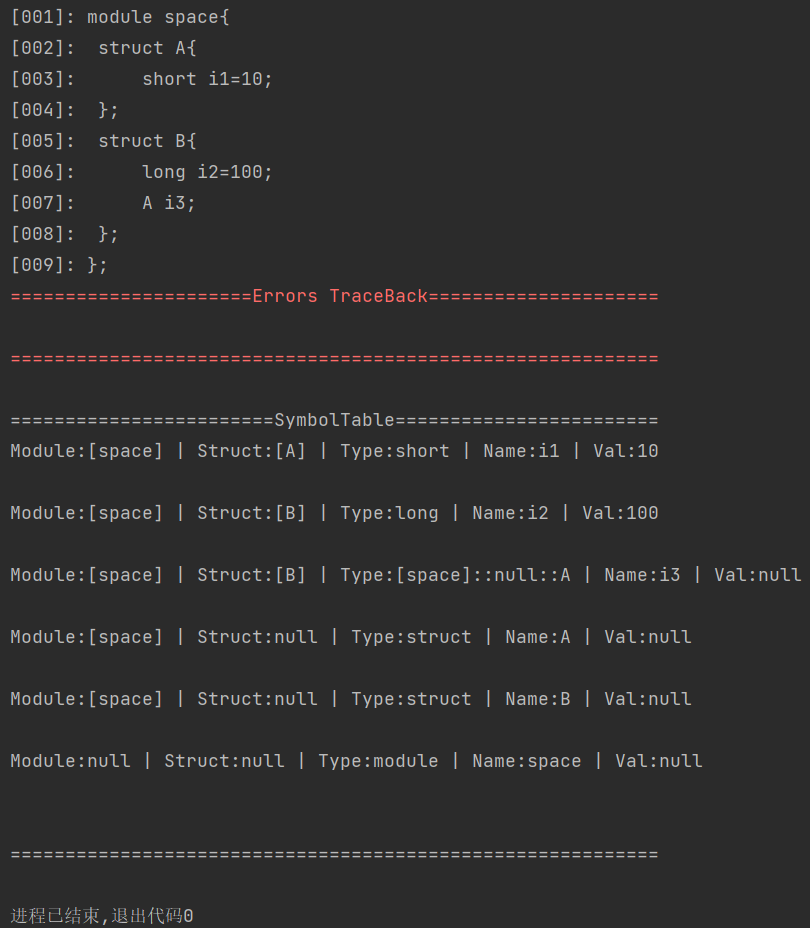 [001]: module space{
[002]:  struct A{
[003]:      short i1=10;
[004]:  };
[005]:  struct B{
[006]:      long i2=100;
[007]:      A i3;
[008]:  };
[009]: };
======================Errors TraceBack=====================
===========================================================
========================SymbolTable========================
Module:[space] | Struct:[A] | Type:short | Name:i1 | Val:10
Module:[space] | Struct:[B] | Type:long | Name:i2 | Val:100
Module:[space] | Struct:[B] | Type:[space]::null::A | Name:i3 | Val:null
Module:[space] | Struct:null | Type:struct | Name:A | Val:null
Module:[space] | Struct:null | Type:struct | Name:B | Val:null
Module:null | Struct:null | Type:module | Name:space | Val:null
===========================================================
进程已结束,退出代码0